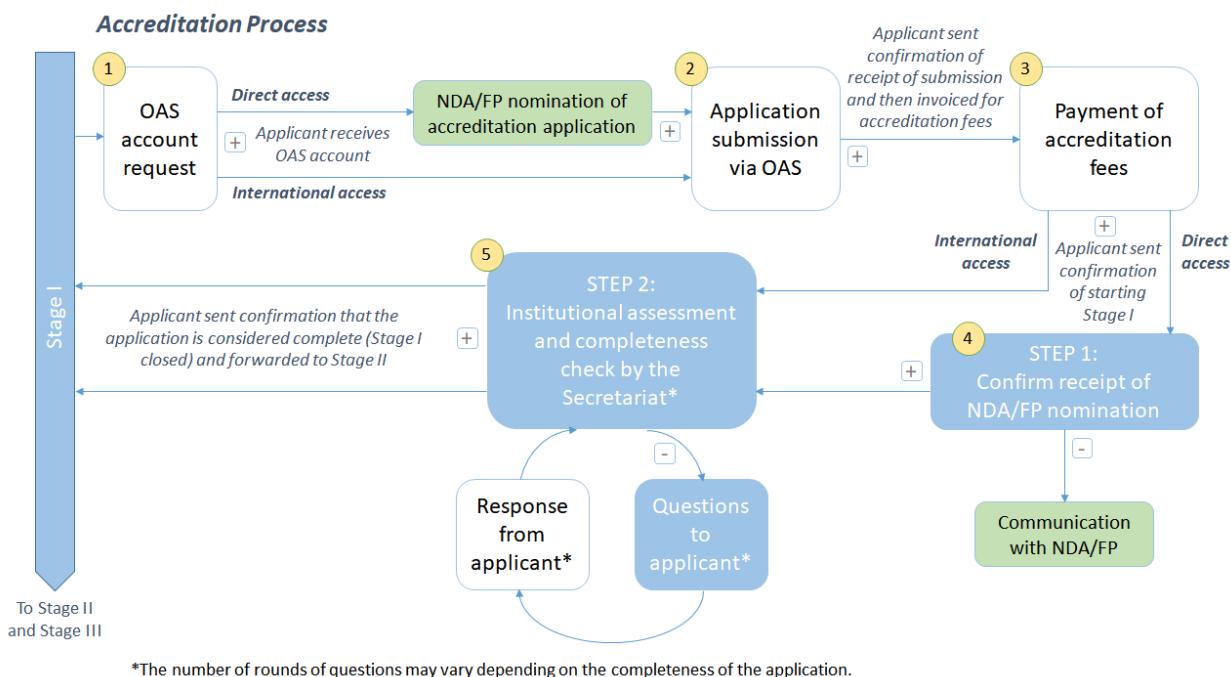 Accreditation Process
Stage I
To Stage II
and Stage III
1
OAS
account
request
Direct access
+
Applicant receives
OAS account
International access
NDA/FP nomination of
accreditation application
+
2
Application
submission
via OAS
Applicant sent
confirmation of
receipt of submission
and then invoiced for
accreditation fees
+
3
Payment of
accreditation
fees
International
access
+
Applicant sent
confirmation
of starting
Stage I
Direct
access
4
STEP 1:
Confirm receipt of
NDA/FP nomination
+
-
Communication
with NDA/FP
5
STEP 2:
Institutional assessment
and completeness
check by the
Secretariat*
+
Applicant sent confirmation that the
application is considered complete (Stage I
closed) and forwarded to Stage II
-
Questions
to
applicant*
Response
from
applicant*
*The number of rounds of questions may vary depending on the completeness of the application.